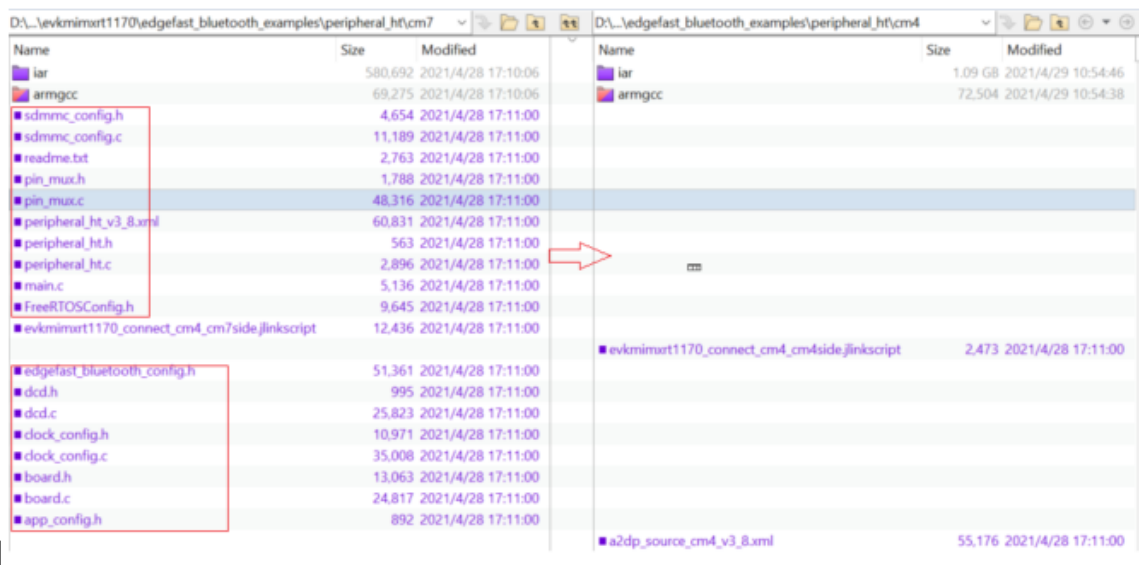 D:\...\evkmimxrt1170\edgefast_bluetooth_examples\peripheral_ht\cm7 D:\...\edgefast_bluetooth_examples\peripheral_ht\cm4
Name Size Modified Name Size Modified
iar 580,692 2021/4/28 17:10:06 iar 1.09 GB 2021/4/29 10:54:46
armgcc 69,275 2021/4/28 17:10:06 armgcc 72,504 2021/4/29 10:54:38
sdmmc_config.h 4,654 2021/4/28 17:11:00
sdmmc_config.c 11,189 2021/4/28 17:11:00
readme.txt 2,763 2021/4/28 17:11:00
pin_mux.h 1,788 2021/4/28 17:11:00
pin_mux.c 48,316 2021/4/28 17:11:00
peripheral_ht_v3_8.xml 60,831 2021/4/28 17:11:00
peripheral_ht.h 563 2021/4/28 17:11:00
peripheral_ht.c 2,896 2021/4/28 17:11:00
main.c 5,136 2021/4/28 17:11:00
FreeRTOSConfig.h 9,645 2021/4/28 17:11:00
evkmimxrt1170_connect_cm4_cm7side.jlinkscript 12,436 2021/4/28 17:11:00
evkmimxrt1170_connect_cm4_cm4side.jlinkscript 2,473 2021/4/28 17:11:00
edgefast_bluetooth_config.h 51,361 2021/4/28 17:11:00
dcd.h 995 2021/4/28 17:11:00
dcd.c 25,823 2021/4/28 17:11:00
clock_config.h 10,971 2021/4/28 17:11:00
clock_config.c 35,008 2021/4/28 17:11:00
board.h 13,063 2021/4/28 17:11:00
board.c 24,817 2021/4/28 17:11:00
app_config.h 892 2021/4/28 17:11:00
a2dp_source_cm4_v3_8.xml 55,176 2021/4/28 17:11:00